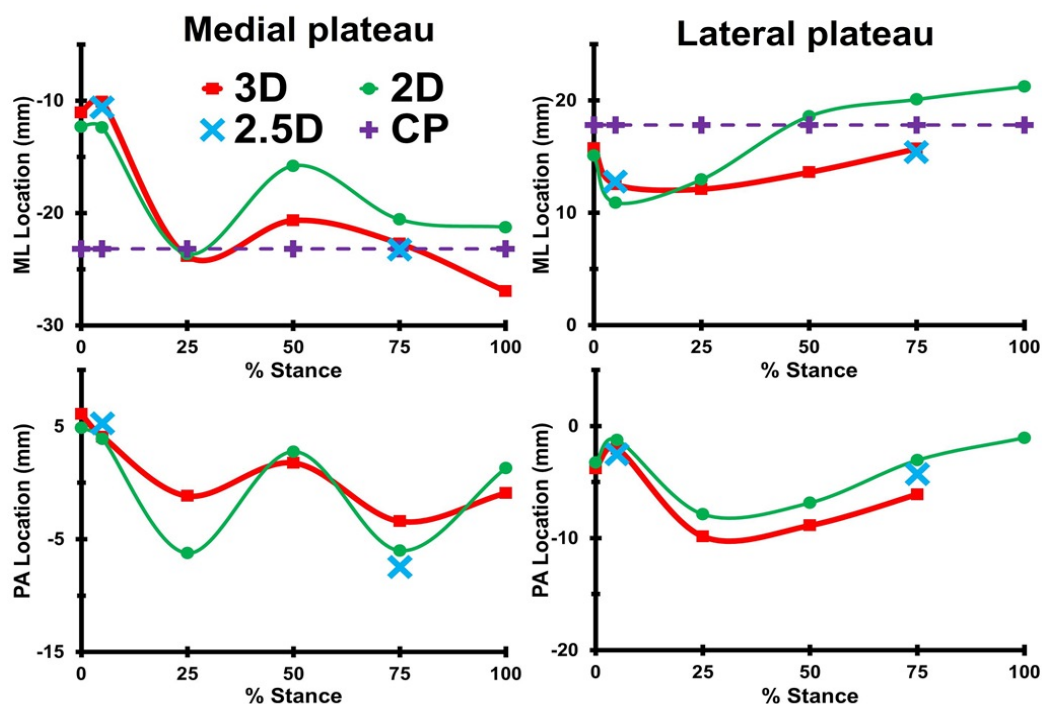 Medial plateau
Lateral plateau
3D
2D
2.5D
CP
ML Location (mm)
-10
-20
-30
0
25
50
75
100
% Stance
ML Location (mm)
20
10
0
0
25
50
75
100
% Stance
PA Location (mm)
5
-5
-15
0
25
50
75
100
% Stance
PA Location (mm)
0
-10
-20
0
25
50
75
100
% Stance